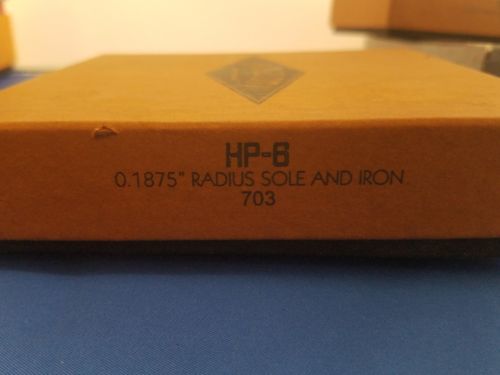 HP-6
0.1875" RADIUS SOLE AND IRON
703